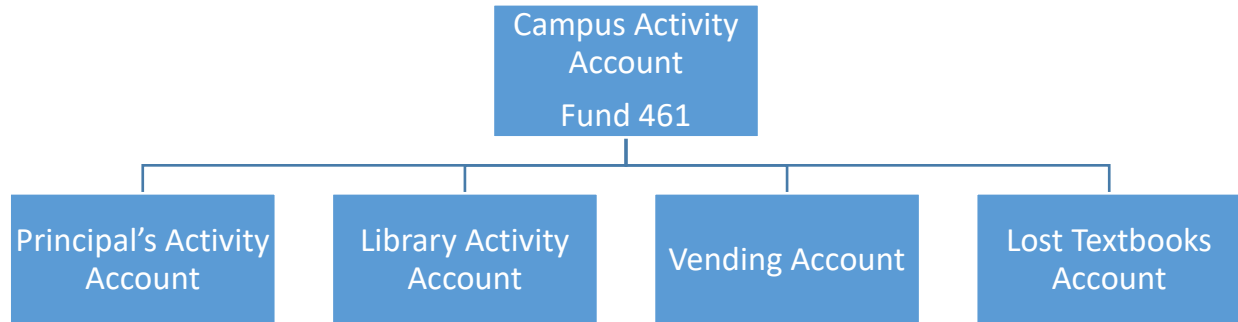 Campus Activity
Account
Fund 461
Principal’s Activity
Account
Library Activity
Account
Vending Account
Lost Textbooks
Account